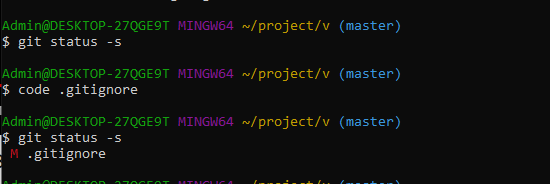 Admin@DESKTOP-27QGE9T MINGW64 ~/project/v (master)
$ git status -s
Admin@DESKTOP-27QGE9T MINGW64 ~/project/v (master)
$ code .gitignore
Admin@DESKTOP-27QGE9T MINGW64 ~/project/v (master)
$ git status -s
 M .gitignore